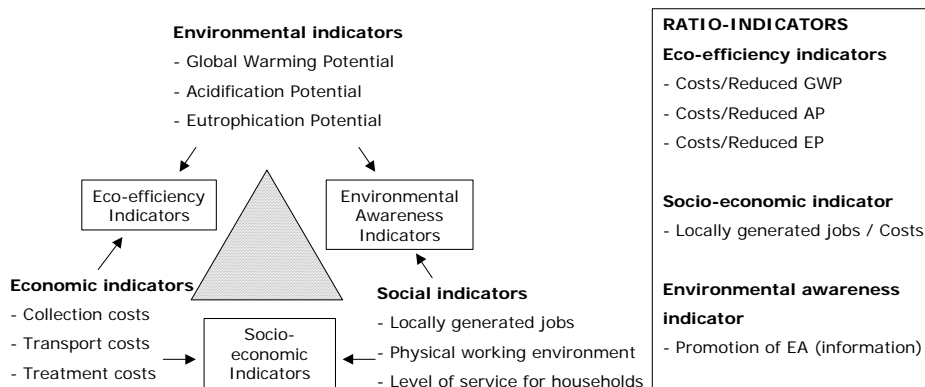 Environmental indicators
- Global Warming Potential
- Acidification Potential
- Eutrophication Potential
Eco-efficiency
Indicators
Environmental
Awareness
Indicators
Economic indicators
- Collection costs
- Transport costs
- Treatment costs
Socio-
economic
Indicators
Social indicators
- Locally generated jobs
- Physical working environment
- Level of service for households
RATIO-INDICATORS
Eco-efficiency indicators
- Costs/Reduced GWP
- Costs/Reduced AP
- Costs/Reduced EP
Socio-economic indicator
- Locally generated jobs / Costs
Environmental awareness
indicator
- Promotion of EA (information)